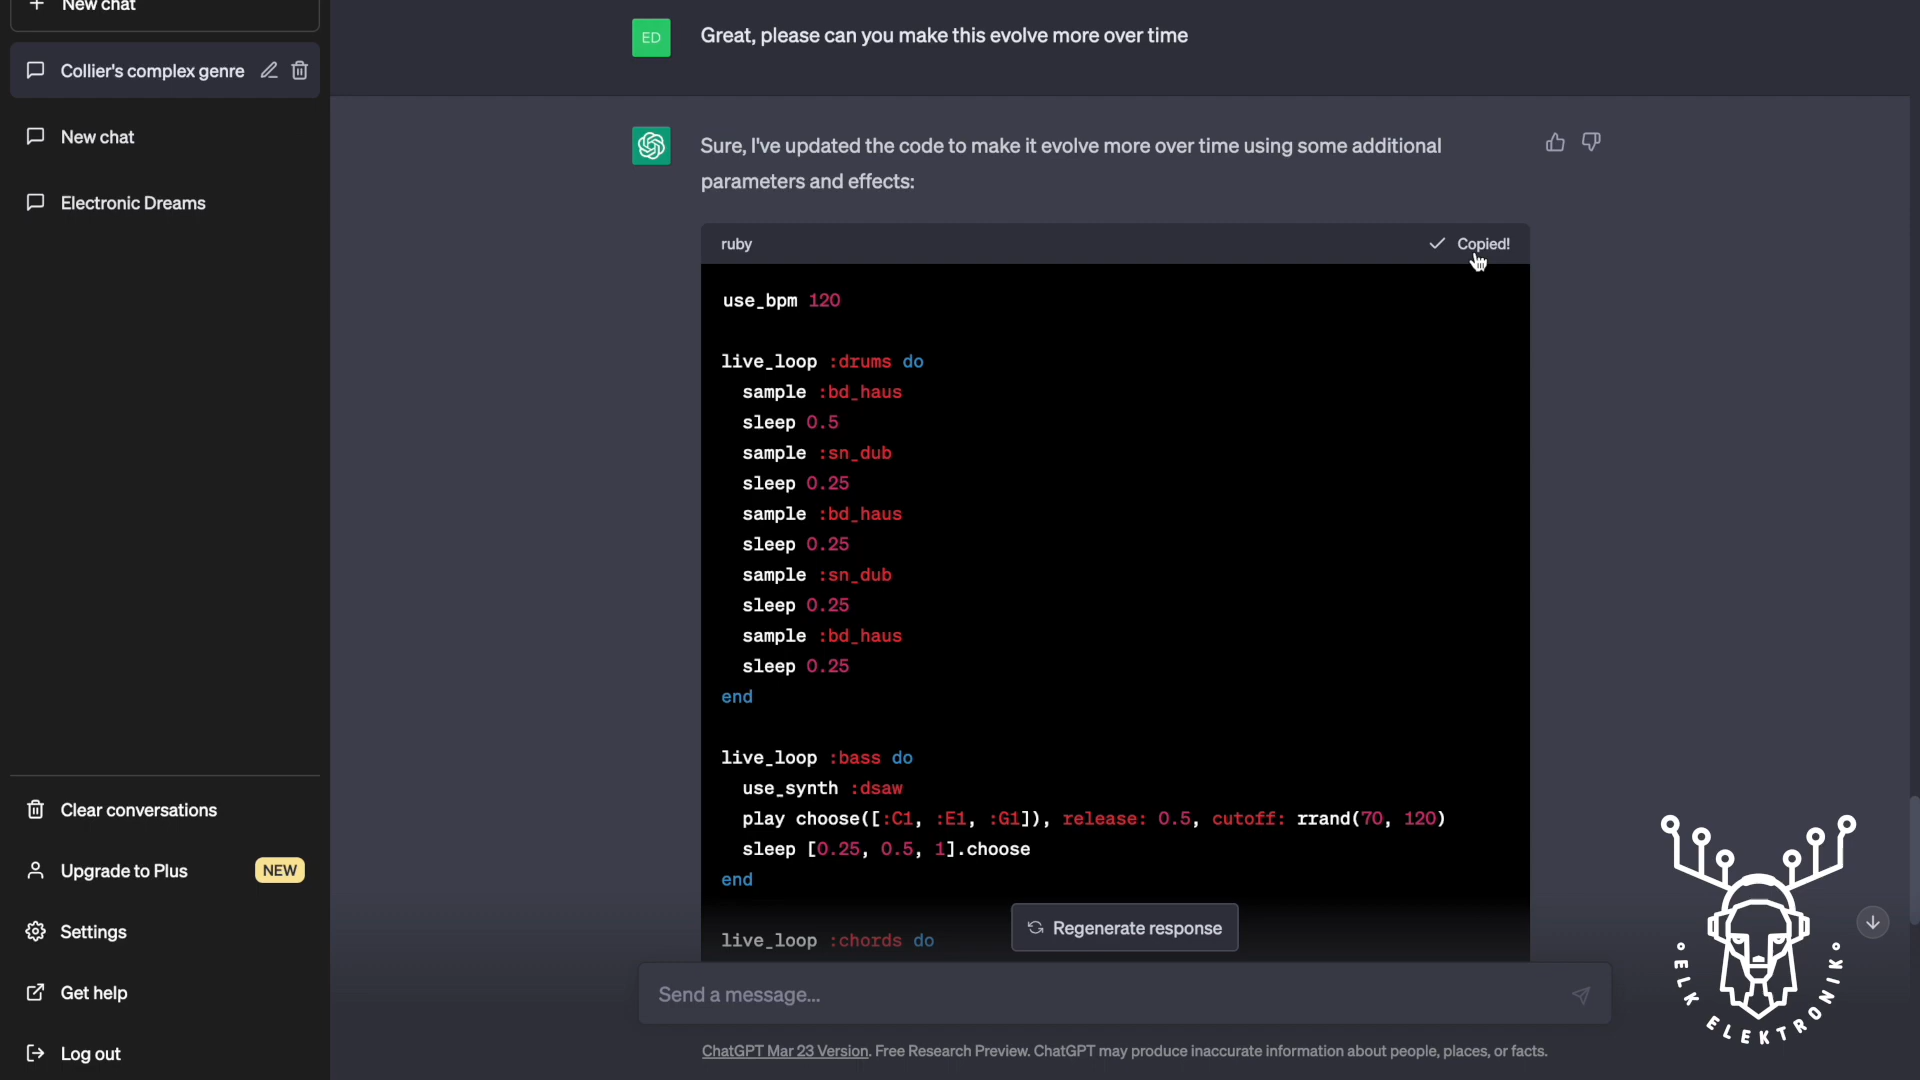 New chat
Collier's complex genre
New chat
Electronic Dreams
Clear conversations
Upgrade to Plus NEW
Settings
Get help
Log out
ED Great, please can you make this evolve more over time
Sure, I've updated the code to make it evolve more over time using some additional
parameters and effects:
ruby Copied!
use_bpm 120
live_loop :drums do
sample :bd_haus
sleep 0.5
sample :sn_dub
sleep 0.25
sample :bd_haus
sleep 0.25
sample :sn_dub
sleep 0.25
sample :bd_haus
sleep 0.25
end
live_loop :bass do
use_synth :dsaw
play choose([:C1, :E1, :G1]), release: 0.5, cutoff: rrand(70, 120)
sleep [0.25, 0.5, 1].choose
end
live_loop :chords do
Regenerate response
Send a message...
ChatGPT Mar 23 Version. Free Research Preview. ChatGPT may produce inaccurate information about people, places, or facts.
ELK ELEKTRONIK